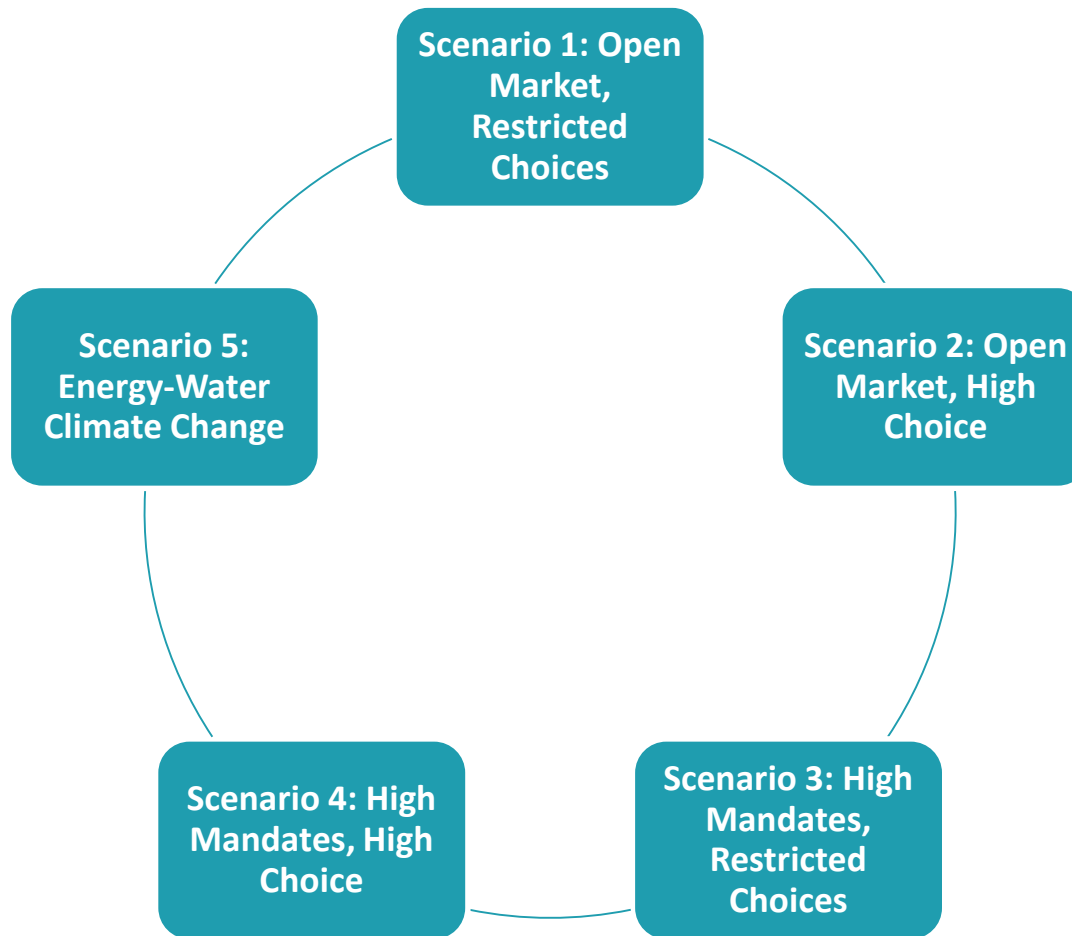 Scenario 1: Open
Market,
Restricted
Choices
Scenario 2: Open
Market, High
Choice
Scenario 3: High
Mandates,
Restricted
Choices
Scenario 4: High
Mandates, High
Choice
Scenario 5:
Energy-Water
Climate Change